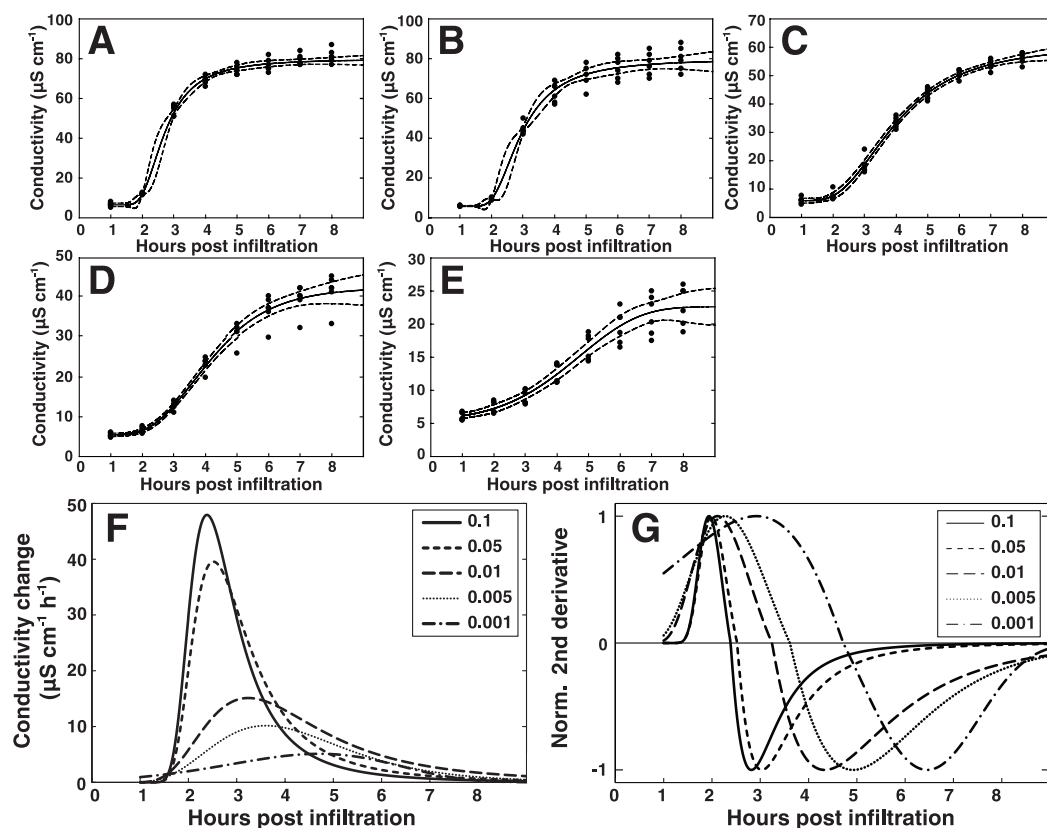 A
Conductivity (µS cm⁻¹)
100
80
60
40
20
0
0 1 2 3 4 5 6 7 8
Hours post infiltration
B
Conductivity (µS cm⁻¹)
100
80
60
40
20
0
0 1 2 3 4 5 6 7 8
Hours post infiltration
C
Conductivity (µS cm⁻¹)
70
60
50
40
30
20
10
0
0 1 2 3 4 5 6 7 8
Hours post infiltration
D
Conductivity (µS cm⁻¹)
50
40
30
20
10
0
0 1 2 3 4 5 6 7 8
Hours post infiltration
E
Conductivity (µS cm⁻¹)
30
25
20
15
10
5
0
0 1 2 3 4 5 6 7 8
Hours post infiltration
F
Conductivity change
(µS cm⁻¹ h⁻¹)
50
40
30
20
10
0
0.1
0.05
0.01
0.005
0.001
0 1 2 3 4 5 6 7 8
Hours post infiltration
G
Norm. 2nd derivative
1
0
-1
0.1
0.05
0.01
0.005
0.001
0 1 2 3 4 5 6 7 8
Hours post infiltration